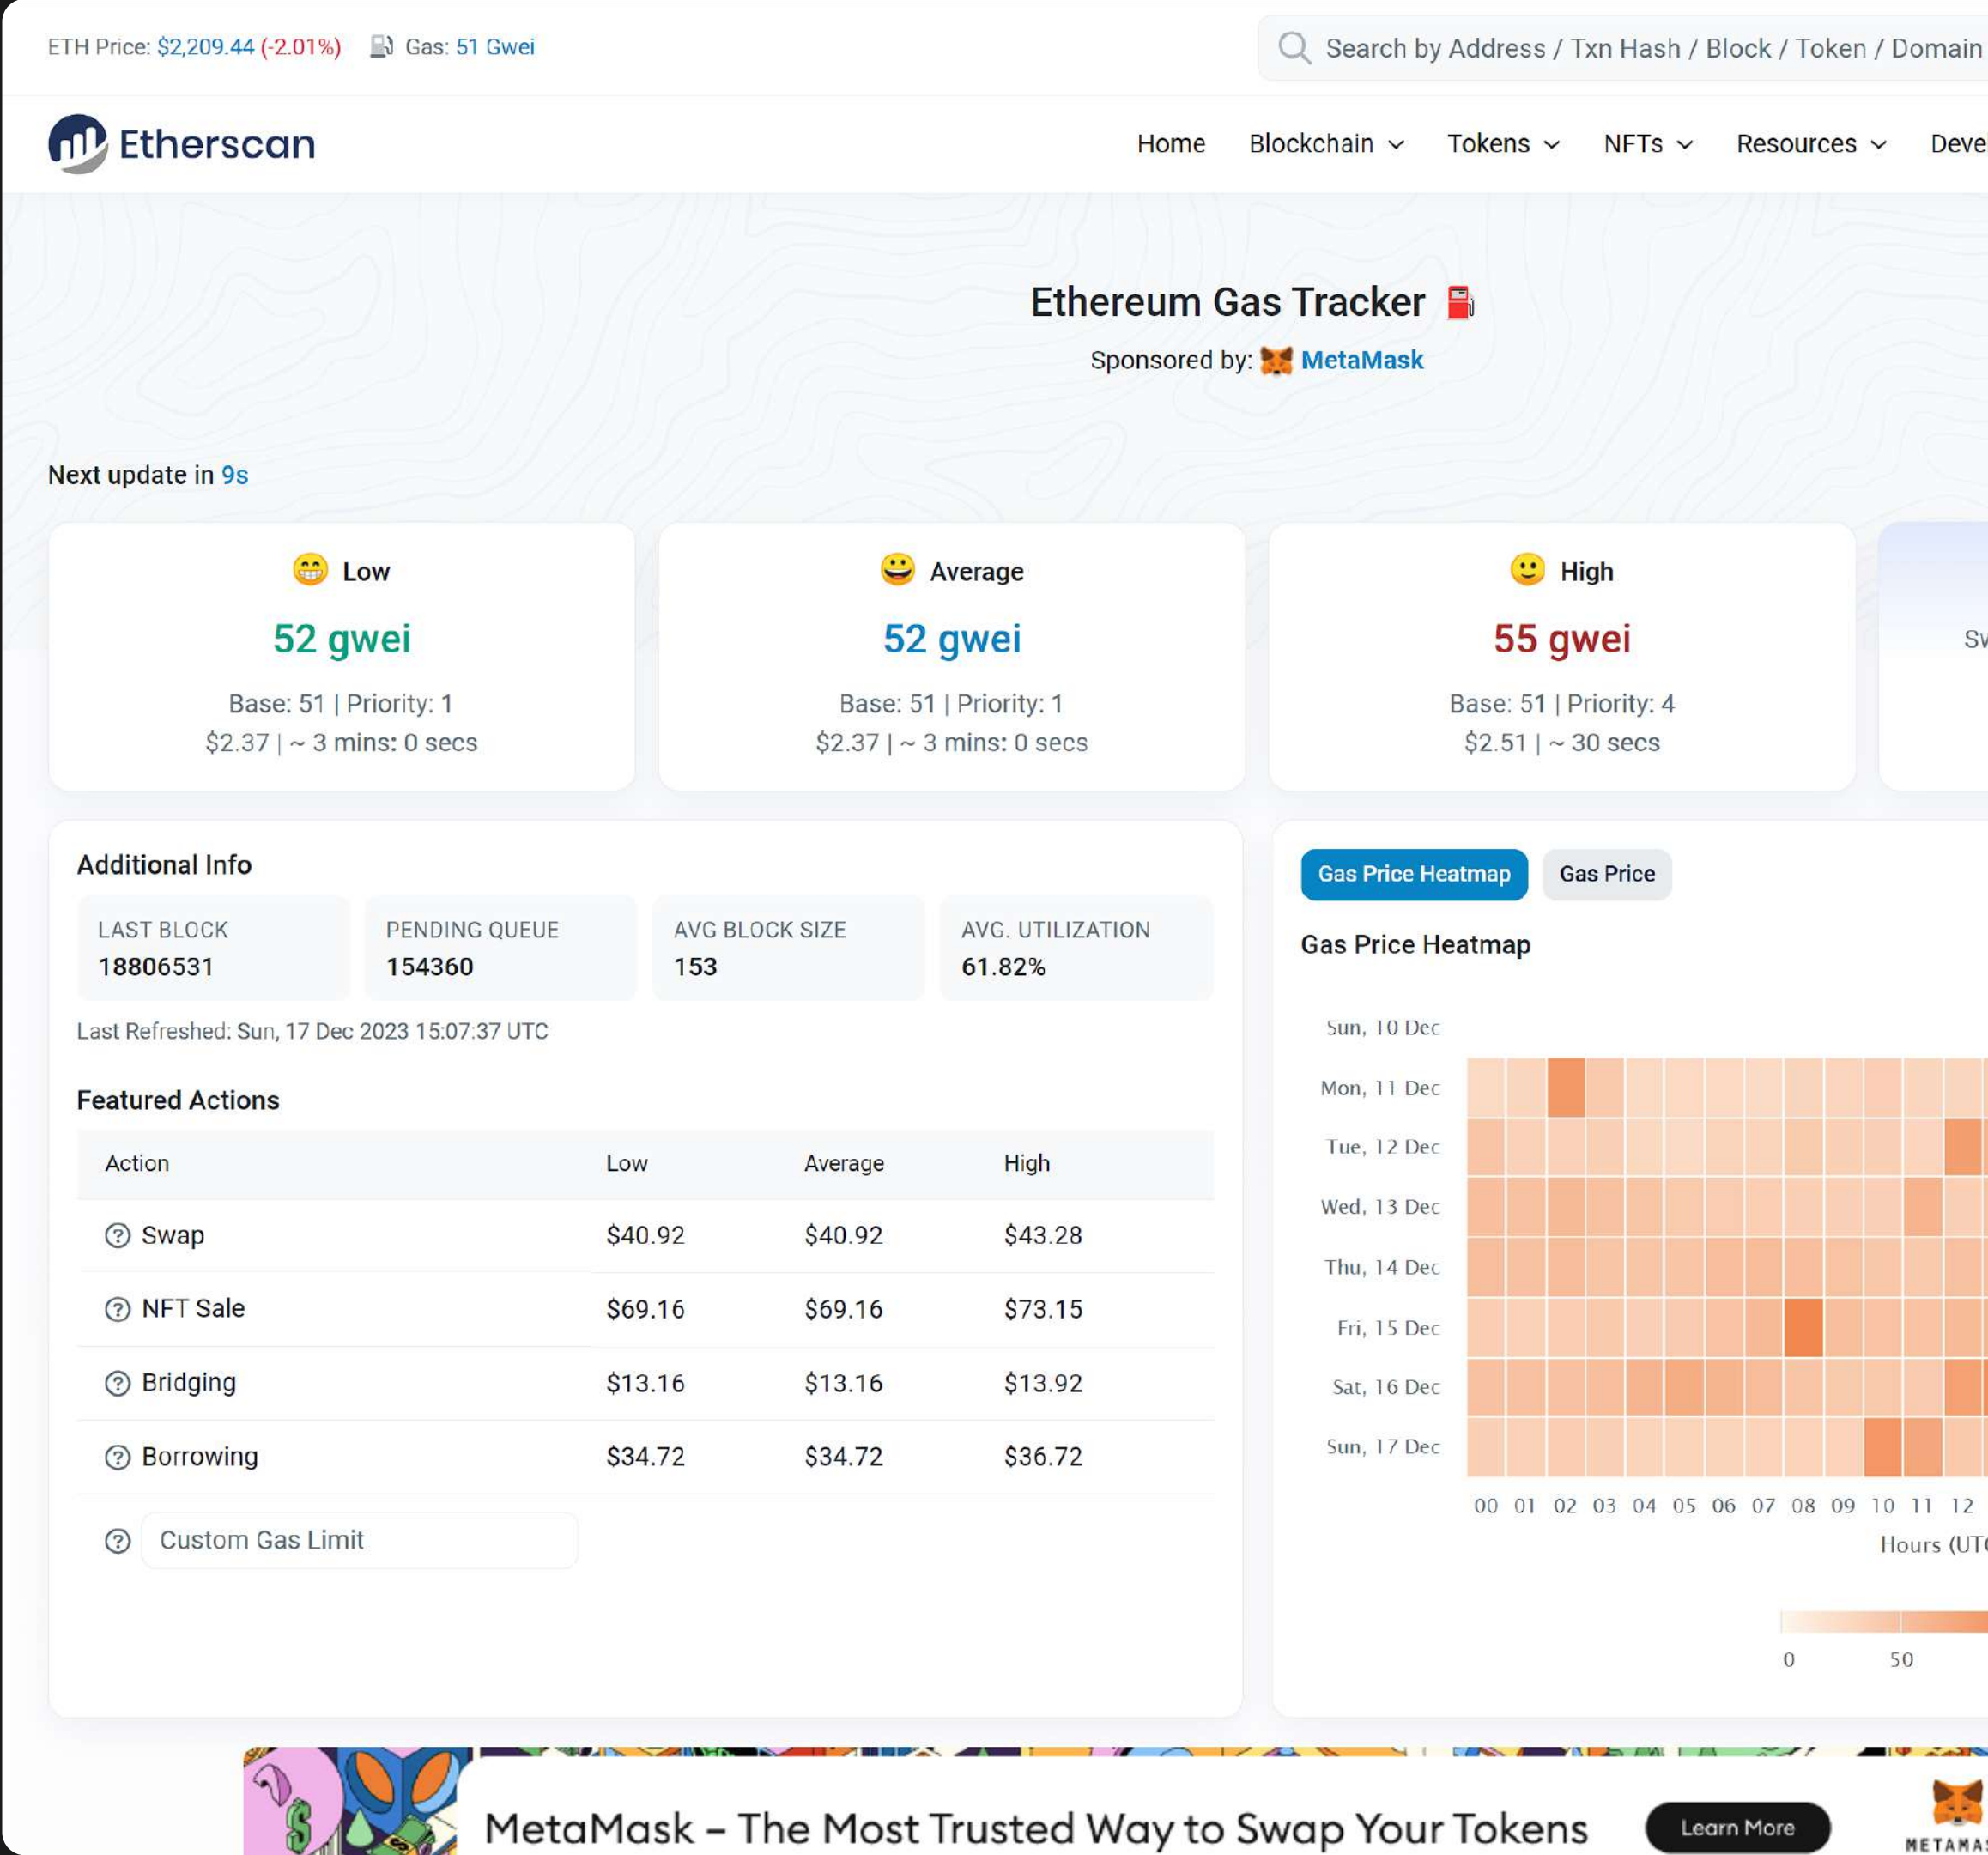 ETH Price: $2,209.44 (-2.01%) Gas: 51 Gwei
Search by Address / Txn Hash / Block / Token / Domain
Etherscan
Home Blockchain Tokens NFTs Resources Deve
Ethereum Gas Tracker
Sponsored by: MetaMask
Next update in 9s
Low
52 gwei
Base: 51 | Priority: 1
$2.37 | ~ 3 mins: 0 secs
Average
52 gwei
Base: 51 | Priority: 1
$2.37 | ~ 3 mins: 0 secs
High
55 gwei
Base: 51 | Priority: 4
$2.51 | ~ 30 secs
Additional Info
LAST BLOCK
18806531
PENDING QUEUE
154360
AVG BLOCK SIZE
153
AVG. UTILIZATION
61.82%
Last Refreshed: Sun, 17 Dec 2023 15:07:37 UTC
Featured Actions
Action Low Average High
Swap $40.92 $40.92 $43.28
NFT Sale $69.16 $69.16 $73.15
Bridging $13.16 $13.16 $13.92
Borrowing $34.72 $34.72 $36.72
Custom Gas Limit
Gas Price Heatmap Gas Price
Gas Price Heatmap
Sun, 10 Dec
Mon, 11 Dec
Tue, 12 Dec
Wed, 13 Dec
Thu, 14 Dec
Fri, 15 Dec
Sat, 16 Dec
Sun, 17 Dec
00 01 02 03 04 05 06 07 08 09 10 11 12
Hours (UT
0 50
MetaMask – The Most Trusted Way to Swap Your Tokens
Learn More
METAMA